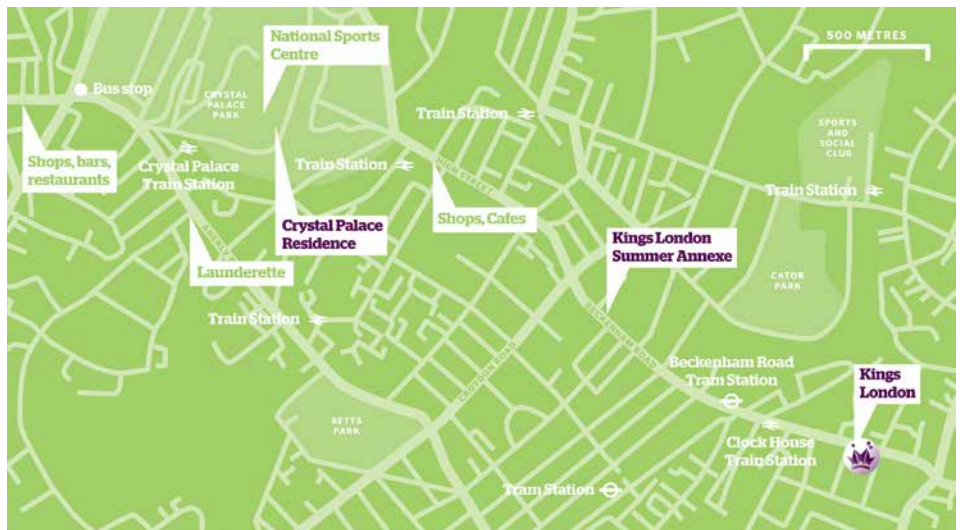 National Sports
Centre
500 METRES
Bus stop
CRYSTAL
PALACE
PARK
Train Station
SPORTS
AND
SOCIAL
CLUB
Shops, bars,
restaurants
Crystal Palace
Train Station
Train Station
HIGH STREET
Train Station
Crystal Palace
Residence
Shops, Cafes
Kings London
Summer Annexe
Launderette
CATOR
PARK
Train Station
BECKENHAM ROAD
CROYDON ROAD
Beckenham Road
Tram Station
Kings
London
BETTS
PARK
Clock House
Train Station
Tram Station